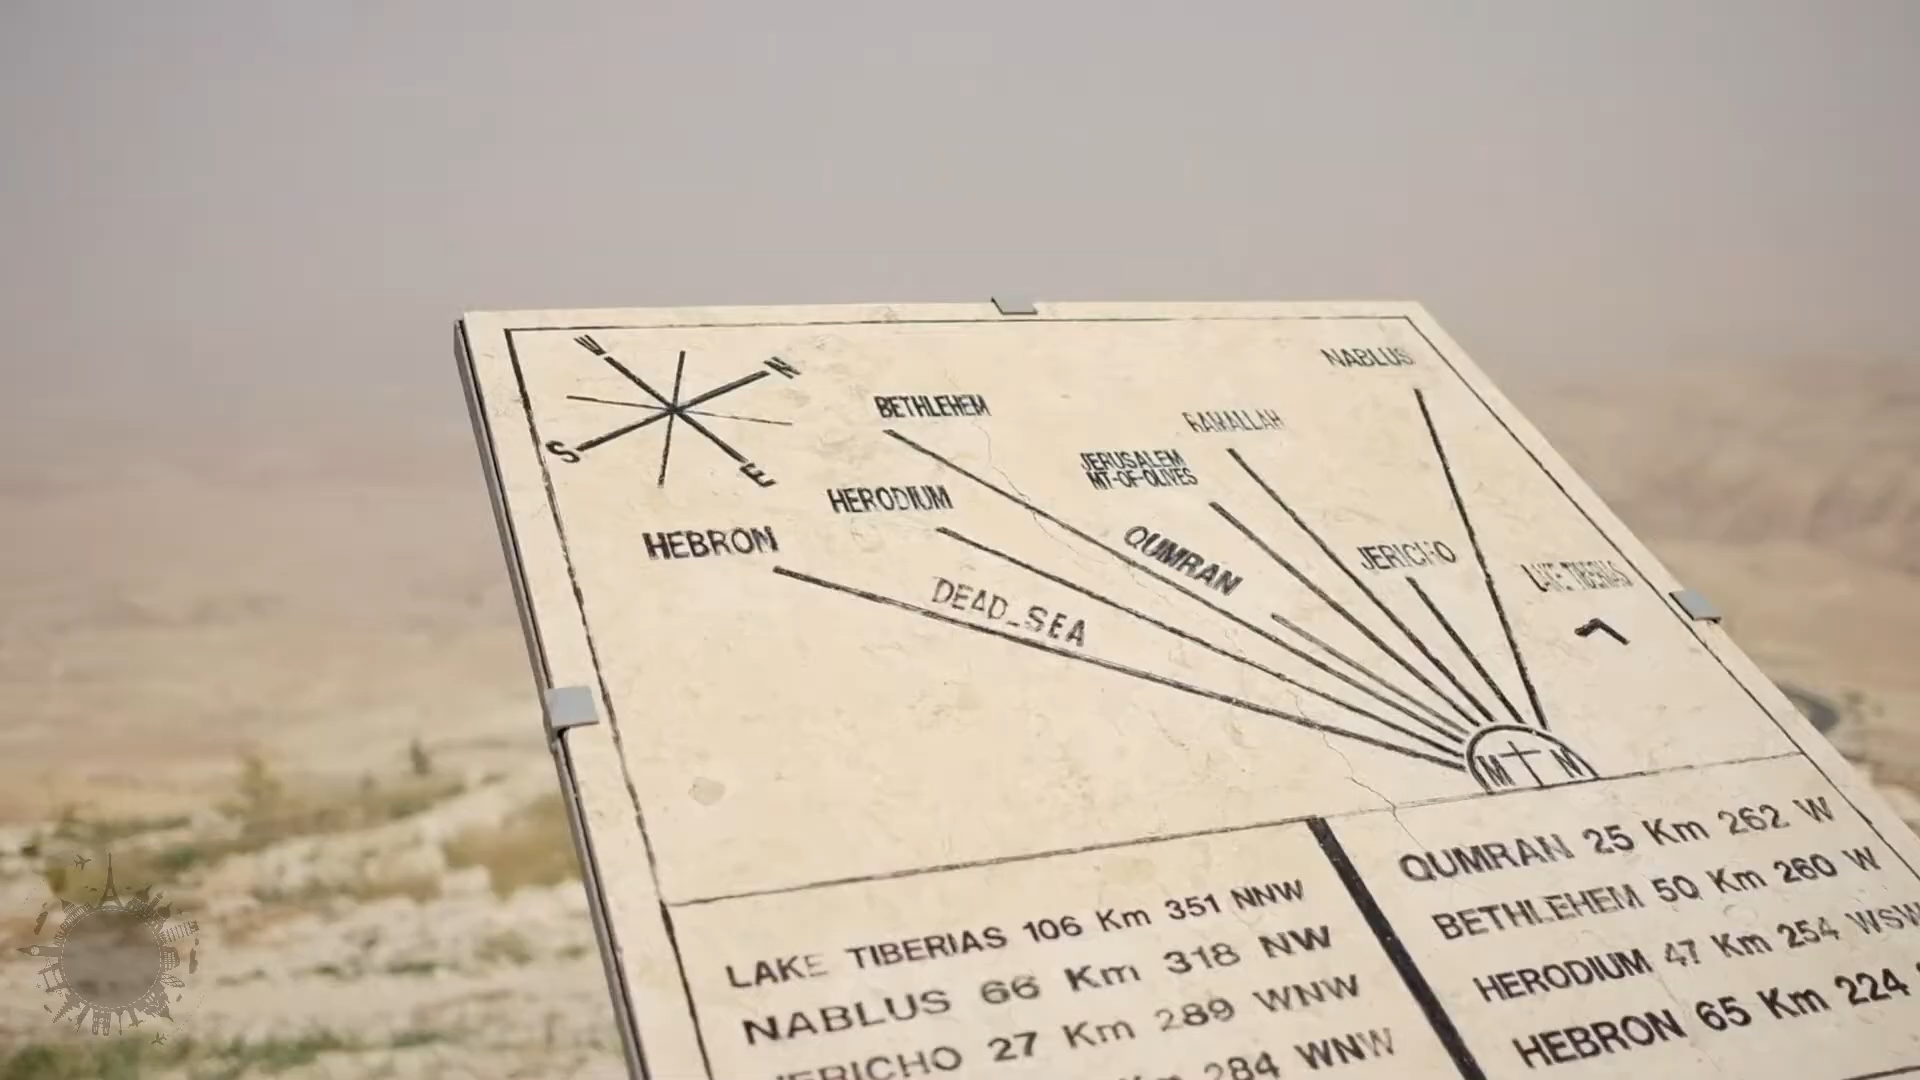 W
N
S
E
BETHLEHEM
NABLUS
RAMALLAH
JERUSALEM
MT-OF-OLIVES
HERODIUM
HEBRON
QUMRAN
JERICHO
DEAD_SEA
LAKE TIBERIAS
M M
LAKE TIBERIAS 106 Km 351 NNW
NABLUS 66 Km 318 NW
JERICHO 27 Km 289 WNW
284 WNW
QUMRAN 25 Km 262 W
BETHLEHEM 50 Km 260 W
HERODIUM 47 Km 254 WSW
HEBRON 65 Km 224